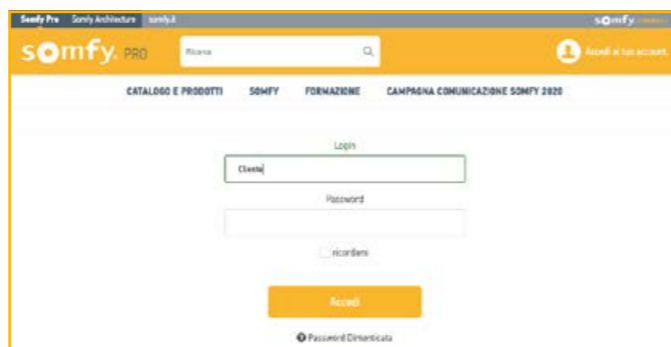 Somfy Pro Somfy Architecture somfy.it
somfy.
somfy. PRO
Ricerca
Accedi al tuo account
CATALOGO E PRODOTTI SOMFY FORMAZIONE CAMPAGNA COMUNICAZIONE SOMFY 2020
Login
Cliente
Password
ricordami
Accedi
Password Dimenticata